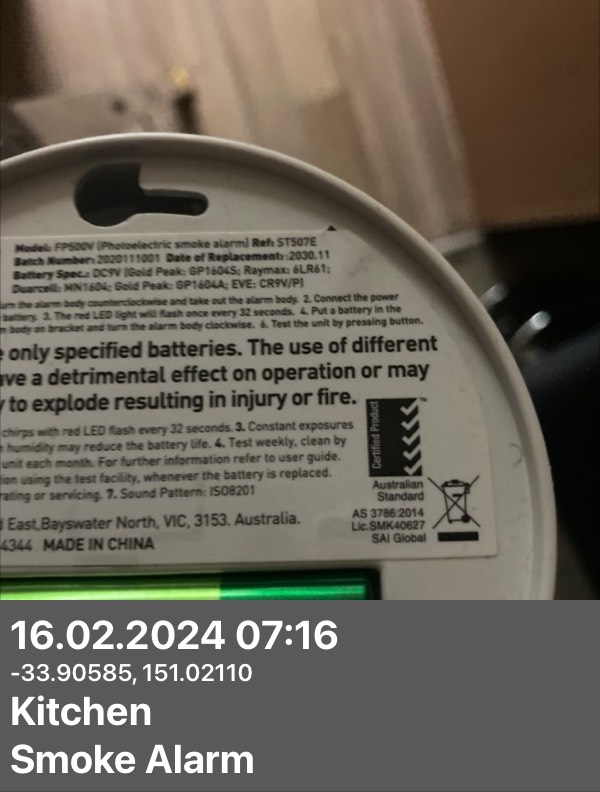 Model: FP500V (Photoelectric smoke alarm) Ref: ST507E
Batch Number: 2020111001 Date of Replacement: 2030.11
Battery Spec.: DC9V (Gold Peak: GP1604S; Raymax: 6LR61;
Duarcell: MN1604; Gold Peak: GP1604A; EVE: CR9V/P)
the alarm body counterclockwise and take out the alarm body. 2. Connect the power
battery. 3. The red LED light will flash once every 32 seconds. 4. Put a battery in the
body on bracket and turn the alarm body clockwise. 6. Test the unit by pressing button.
only specified batteries. The use of different
ave a detrimental effect on operation or may
to explode resulting in injury or fire.
chirps with red LED flash every 32 seconds. 3. Constant exposures
humidity may reduce the battery life. 4. Test weekly, clean by
unit each month. For further information refer to user guide.
ion using the test facility, whenever the battery is replaced.
rating or servicing. 7. Sound Pattern: ISO8201
East,Bayswater North, VIC, 3153. Australia.
4344 MADE IN CHINA
Certified Product
TM
Australian
Standard
AS 3786:2014
Lic.SMK40627
SAI Global
16.02.2024 07:16
-33.90585, 151.02110
Kitchen
Smoke Alarm